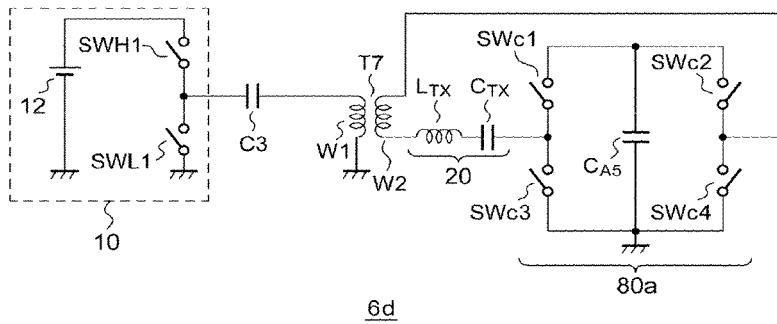 SWH1
12
SWL1
10
C3
T7
W1
W2
LTX
CTX
20
SWc1
SWc2
SWc3
CA5
SWc4
80a
6d